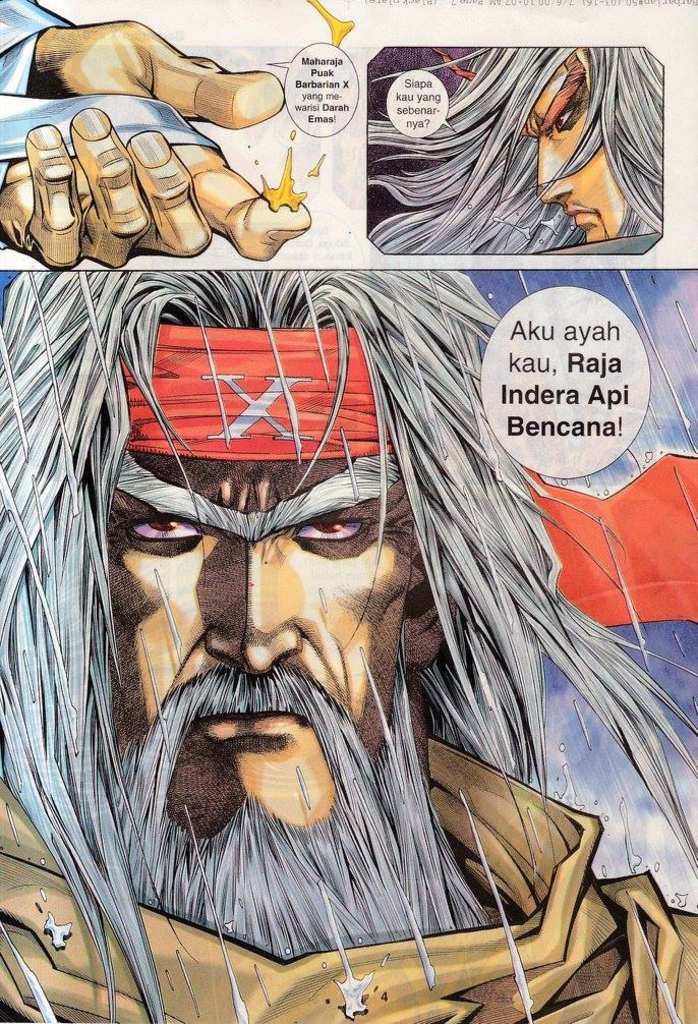 Maharaja
Puak
Barbarian X
yang me-
warisi Darah
Emas!
Siapa
kau yang
sebenar-
nya?
X
Aku ayah
kau, Raja
Indera Api
Bencana!
4